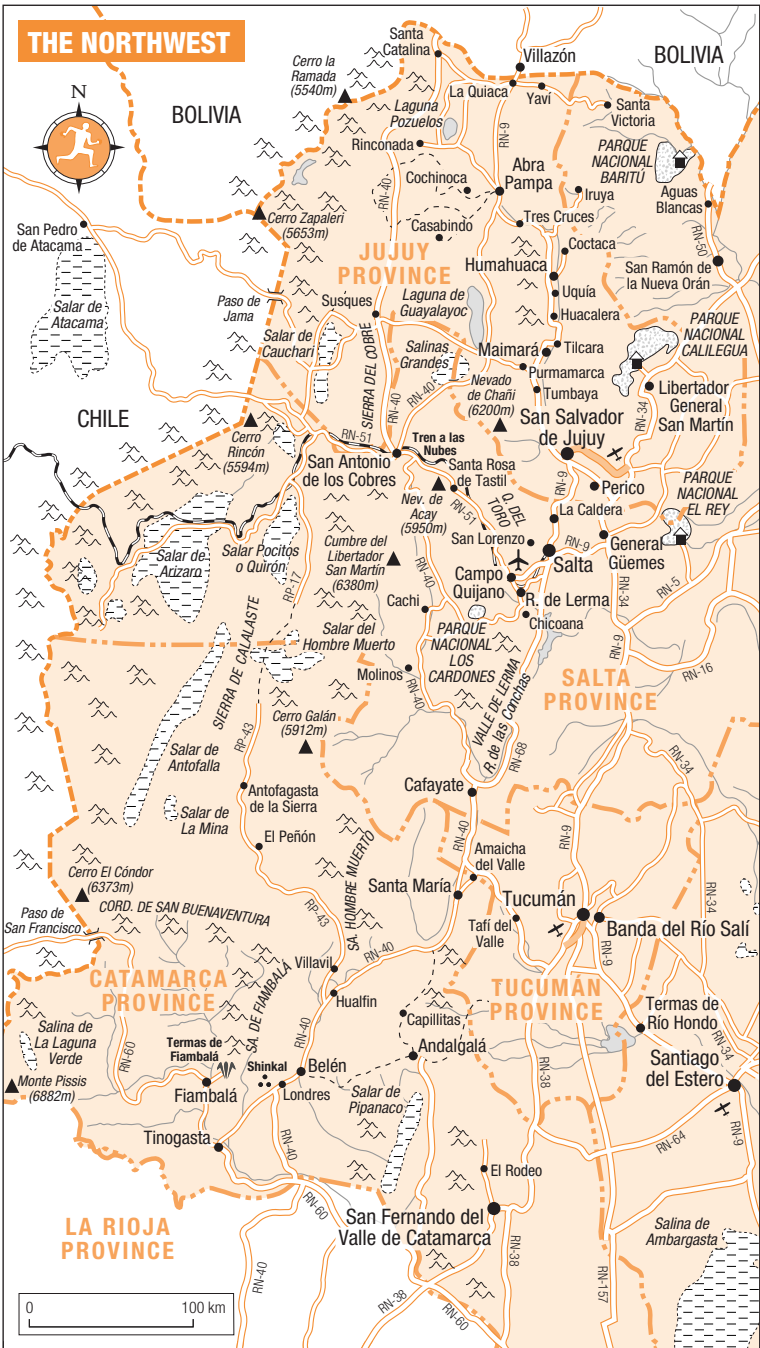 THE NORTHWEST
N
BOLIVIA
BOLIVIA
Santa
Catalina
Villazón
Cerro la
Ramada
(5540m)
La Quiaca
Yaví
Santa
Victoria
Laguna
Pozuelos
RN-9
Rinconada
PARQUE
NACIONAL
BARITÚ
Abra
Pampa
Cochinoca
RN-40
Iruya
Aguas
Blancas
Cerro Zapaleri
(5653m)
San Pedro
de Atacama
Casabindo
Tres Cruces
Coctaca
RN-50
JUJUY
PROVINCE
Humahuaca
San Ramón de
la Nueva Orán
Salar de
Atacama
Paso de
Jama
Susques
Laguna de
Guayalayoc
Uquía
Huacalera
PARQUE
NACIONAL
CALILEGUA
Salar de
Cauchari
SIERRA DEL COBRE
Salinas
Grandes
Maimará
Tilcara
Purmamarca
Tumbaya
RN-40
RN-40
Nevado
de Chañi
(6200m)
RN-34
Libertador
General
San Martín
CHILE
Cerro
Rincón
(5594m)
RN-51
Tren a las
Nubes
San Salvador
de Jujuy
San Antonio
de los Cobres
Santa Rosa
de Tastil
Nev. de
Acay
(5950m)
RN-51
Q. DEL
TORO
RN-9
Perico
La Caldera
PARQUE
NACIONAL
EL REY
Salar de
Arizaro
Salar Pocitos
o Quirón
RP-17
Cumbre del
Libertador
San Martín
(6380m)
San Lorenzo
Salta
RN-9
General
Güemes
RN-40
Campo
Quijano
R. de Lerma
Chicoana
RN-34
RN-5
Cachi
PARQUE
NACIONAL
LOS
CARDONES
RN-9
RN-16
SIERRA DE CALALASTE
Salar del
Hombre Muerto
Molinos
RN-40
VALLE DE LERMA
R. de las Conchas
RN-68
SALTA
PROVINCE
RP-43
Cerro Galán
(5912m)
Salar de
Antofalla
RN-34
Antofagasta
de la Sierra
Cafayate
Salar de
La Mina
El Peñón
RN-40
RN-9
SA. HOMBRE MUERTO
Amaicha
del Valle
Cerro El Cóndor
(6373m)
Santa María
CORD. DE SAN BUENAVENTURA
RP-43
Tucumán
Banda del Río Salí
RN-34
Paso de
San Francisco
Tafí del
Valle
RN-40
RN-9
CATAMARCA
PROVINCE
SA. DE FIAMBALÁ
Villavil
Hualfin
TUCUMÁN
PROVINCE
Salina de
La Laguna
Verde
RN-60
RN-40
Capillitas
Termas de
Río Hondo
RN-34
Termas de
Fiambalá
Shinkal
Belén
Andalgalá
Santiago
del Estero
Monte Pissis
(6882m)
Fiambalá
Londres
Salar de
Pipanaco
RN-38
RN-9
Tinogasta
RN-40
RN-64
El Rodeo
RN-60
San Fernando del
Valle de Catamarca
LA RIOJA
PROVINCE
Salina de
Ambargasta
RN-40
RN-38
RN-38
RN-60
RN-157
0
100 km